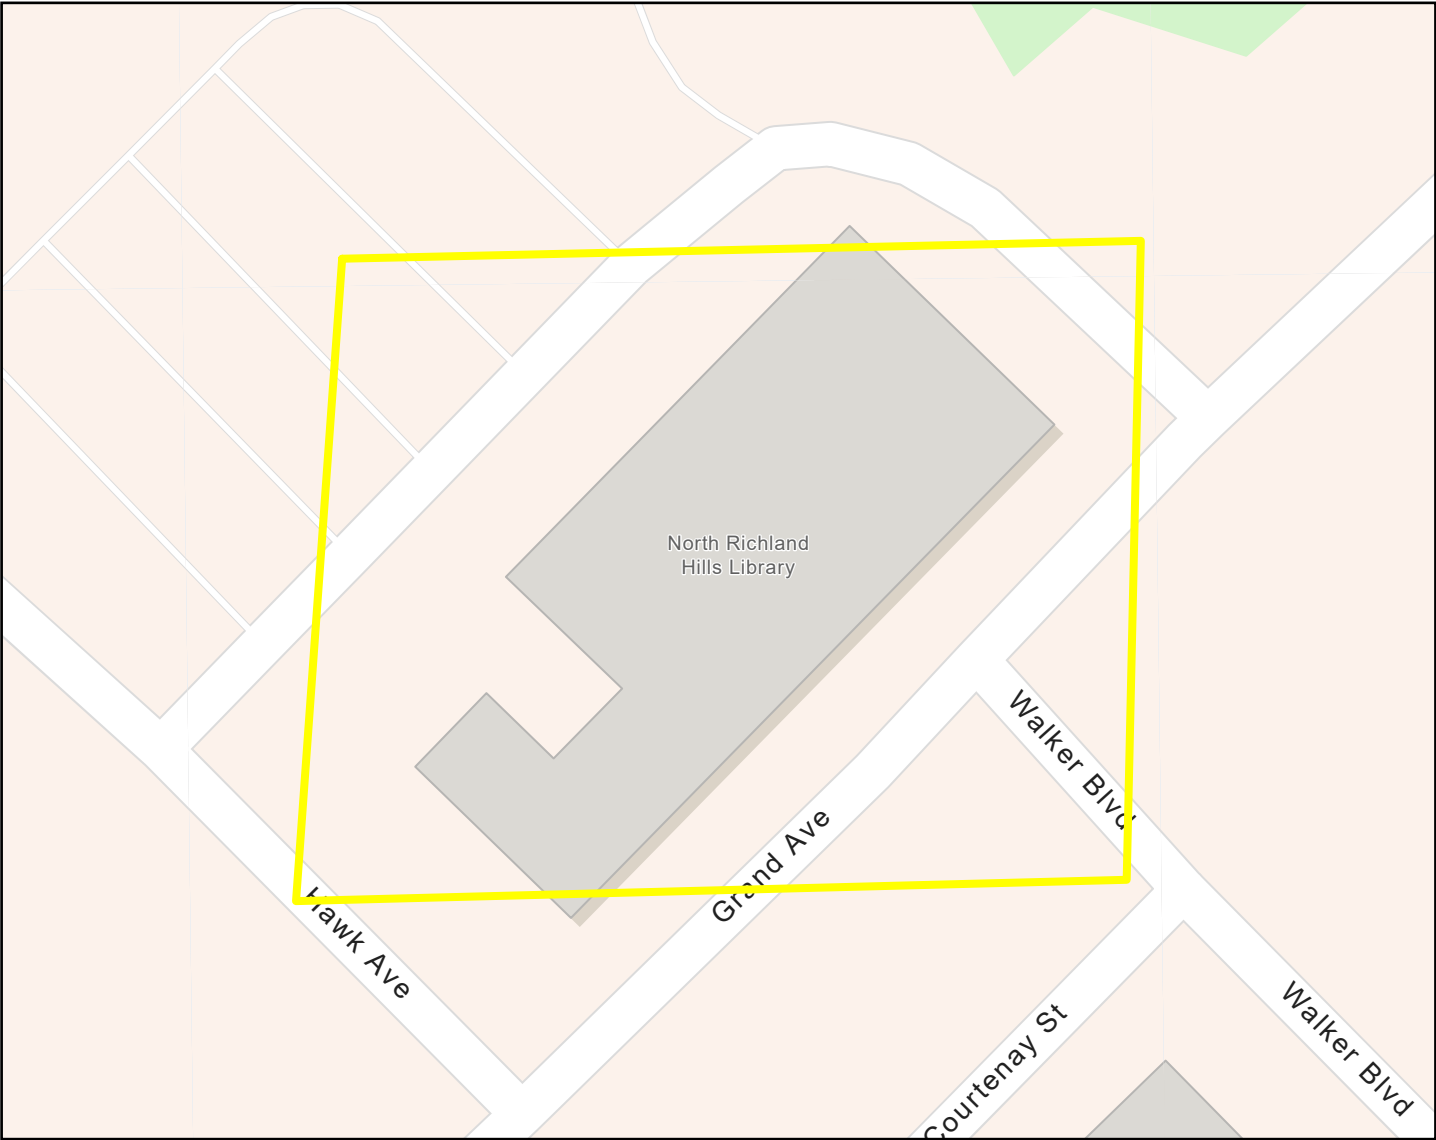 North Richland
Hills Library
Walker Blvd
Grand Ave
Hawk Ave
Courtenay St
Walker Blvd